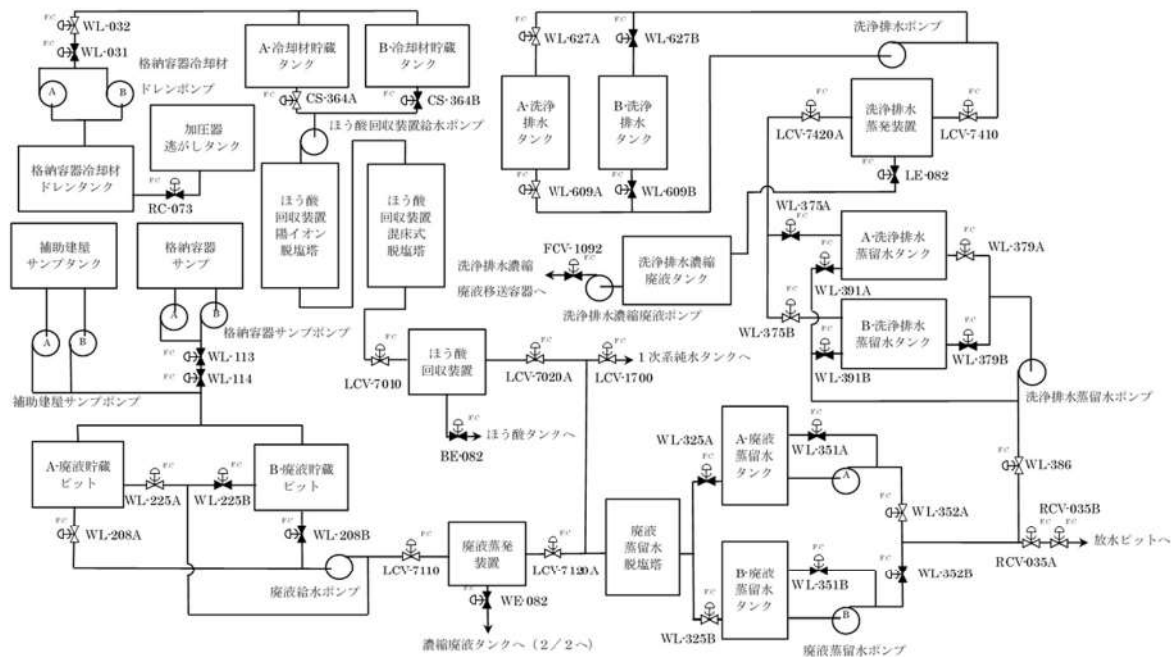 WL-032
WL-031
格納容器冷却材
ドレンポンプ
A
B
加圧器
逃がしタンク
格納容器冷却材
ドレンタンク
RC-073
A-冷却材貯蔵
タンク
B-冷却材貯蔵
タンク
CS-364A
CS-364B
ほう酸回収装置給水ポンプ
ほう酸
回収装置
陽イオン
脱塩塔
ほう酸
回収装置
混床式
脱塩塔
WL-627A
WL-627B
洗浄排水ポンプ
A-洗浄
排水
タンク
B-洗浄
排水
タンク
WL-609A
WL-609B
洗浄排水
蒸発装置
LCV-7420A
LCV-7410
LE-082
WL-375A
A-洗浄排水
蒸留水タンク
WL-379A
WL-391A
B-洗浄排水
蒸留水タンク
WL-375B
WL-391B
WL-379B
洗浄排水蒸留水ポンプ
FCV-1092
洗浄排水濃縮
廃液移送容器へ
洗浄排水濃縮
廃液タンク
洗浄排水濃縮廃液ポンプ
補助建屋
サンプタンク
格納容器
サンプ
A
B
A
B
格納容器サンプポンプ
WL-113
WL-114
補助建屋サンプポンプ
LCV-7010
ほう酸
回収装置
LCV-7020A
LCV-1700
1次系純水タンクへ
BE-082
ほう酸タンクへ
A-廃液貯蔵
ピット
B-廃液貯蔵
ピット
WL-225A
WL-225B
WL-208A
WL-208B
廃液給水ポンプ
LCV-7110
廃液蒸発
装置
LCV-7120A
WE-082
濃縮廃液タンクへ(2/2へ)
廃液
蒸留水
脱塩塔
WL-325A
A-廃液
蒸留水
タンク
WL-351A
A
WL-352A
WL-325B
B-廃液
蒸留水
タンク
WL-351B
B
WL-352B
廃液蒸留水ポンプ
WL-386
RCV-035B
RCV-035A
放水ピットへ